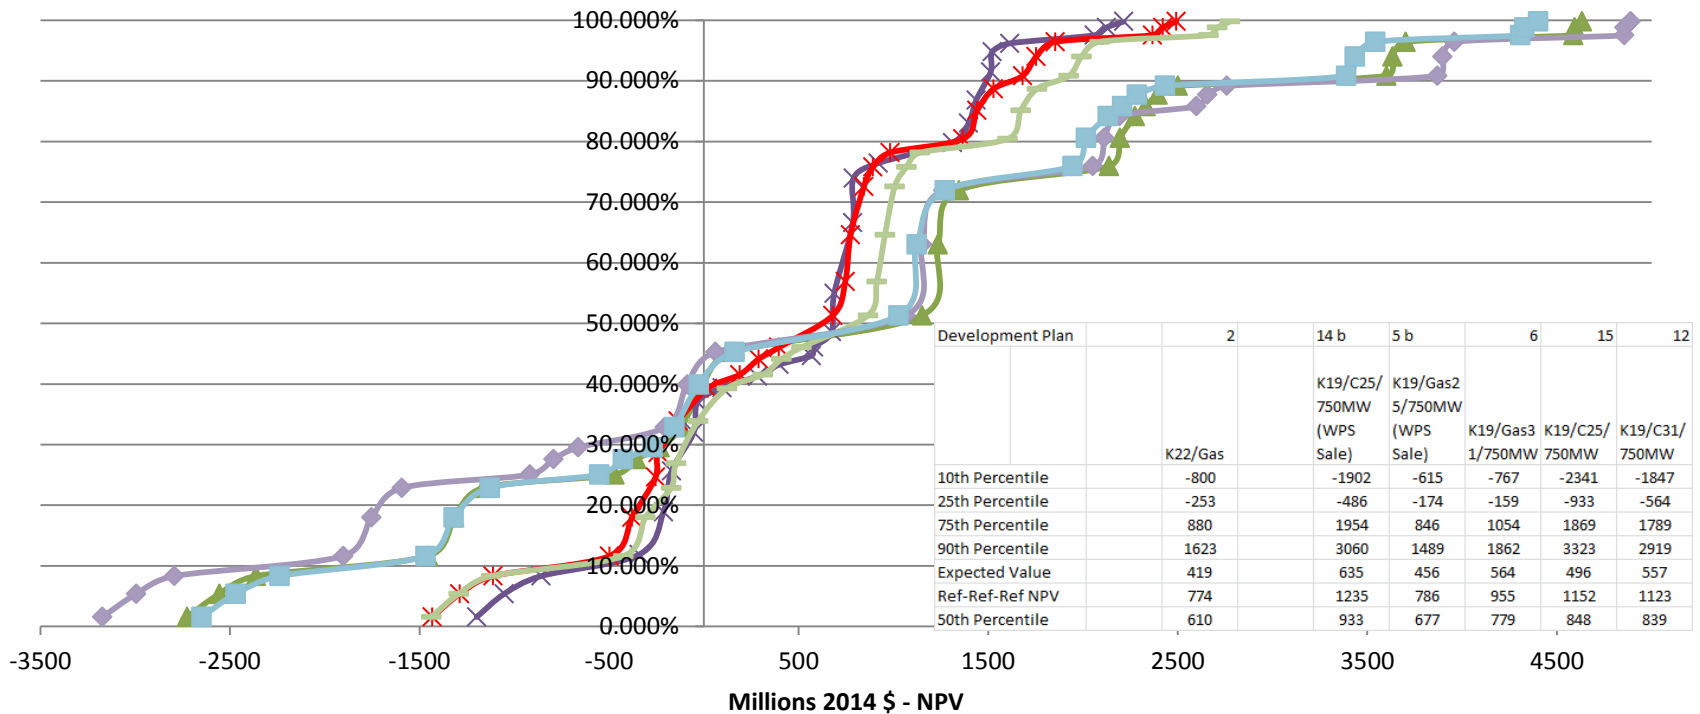 100.000%
90.000%
80.000%
70.000%
60.000%
50.000%
40.000%
30.000%
20.000%
10.000%
0.000%
-3500 -2500 -1500 -500 500 1500 2500 3500 4500
Millions 2014 $ - NPV
Development Plan 2 14 b 5 b 6 15 12
K22/Gas K19/C25/750MW (WPS Sale) K19/Gas25/750MW (WPS Sale) K19/Gas31/750MW K19/C25/750MW K19/C31/750MW
10th Percentile -800 -1902 -615 -767 -2341 -1847
25th Percentile -253 -486 -174 -159 -933 -564
75th Percentile 880 1954 846 1054 1869 1789
90th Percentile 1623 3060 1489 1862 3323 2919
Expected Value 419 635 456 564 496 557
Ref-Ref-Ref NPV 774 1235 786 955 1152 1123
50th Percentile 610 933 677 779 848 839